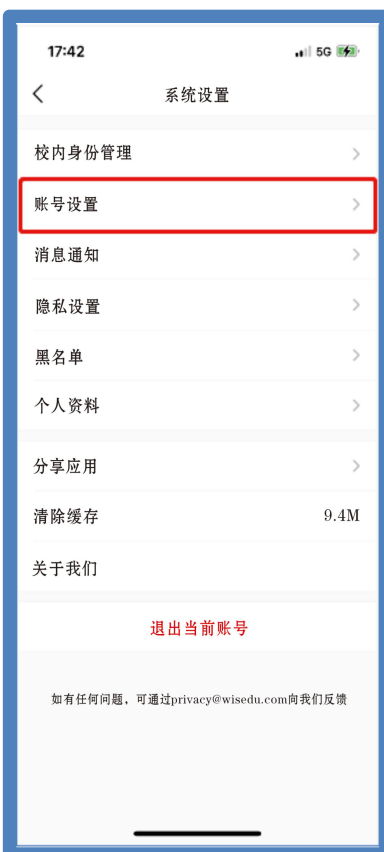 17:42 5G
系统设置
校内身份管理
账号设置
消息通知
隐私设置
黑名单
个人资料
分享应用
清除缓存 9.4M
关于我们
退出当前账号
如有任何问题，可通过privacy@wisedu.com向我们反馈